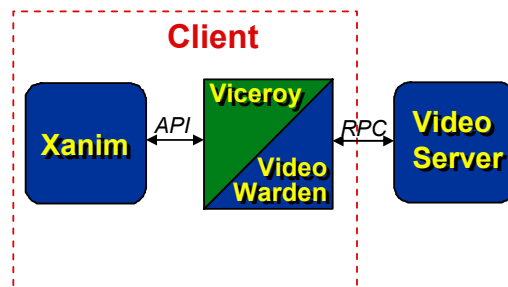 Client
Xanim
API
Viceroy
Video
Warden
RPC
Video
Server